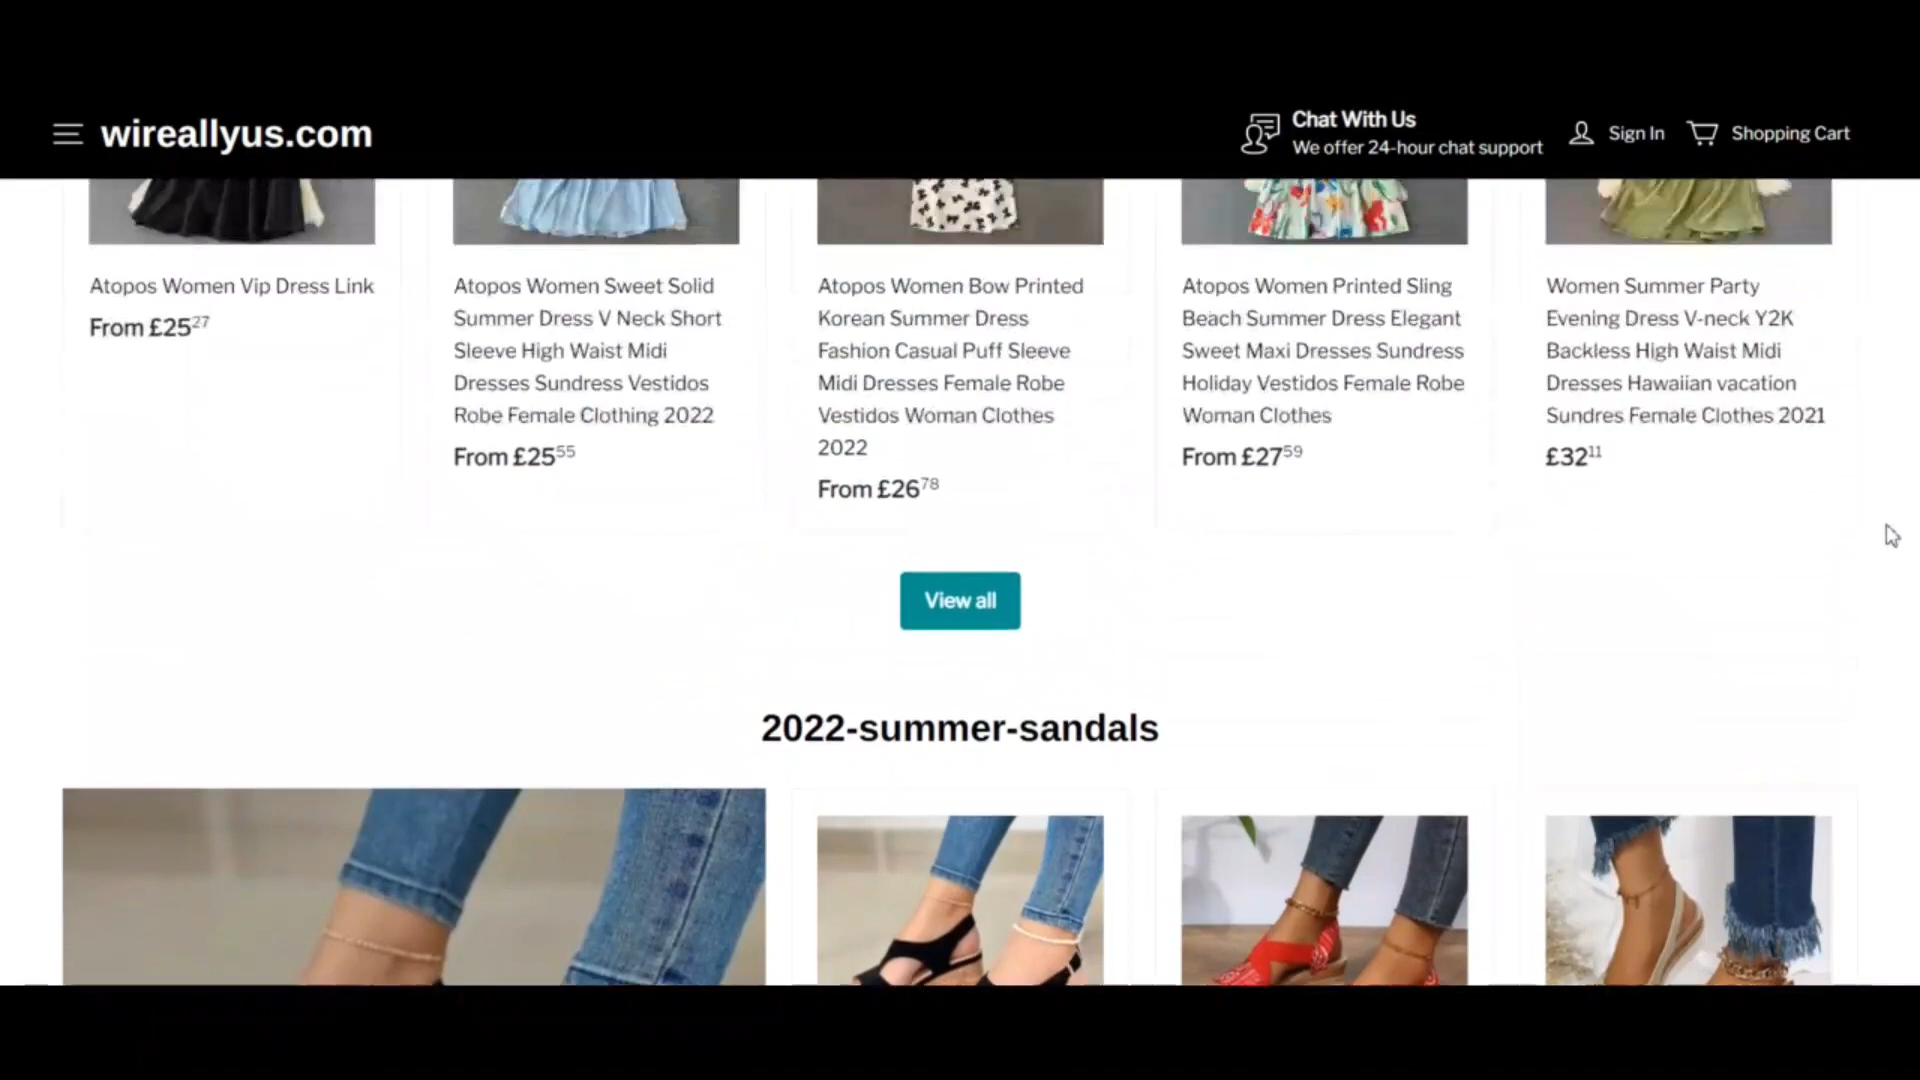 wireallyus.com
Chat With Us
We offer 24-hour chat support
Sign In
Shopping Cart
Atopos Women Vip Dress Link
From £2527
Atopos Women Sweet Solid
Summer Dress V Neck Short
Sleeve High Waist Midi
Dresses Sundress Vestidos
Robe Female Clothing 2022
From £2555
Atopos Women Bow Printed
Korean Summer Dress
Fashion Casual Puff Sleeve
Midi Dresses Female Robe
Vestidos Woman Clothes
2022
From £2678
Atopos Women Printed Sling
Beach Summer Dress Elegant
Sweet Maxi Dresses Sundress
Holiday Vestidos Female Robe
Woman Clothes
From £2759
Women Summer Party
Evening Dress V-neck Y2K
Backless High Waist Midi
Dresses Hawaiian vacation
Sundres Female Clothes 2021
£3211
View all
2022-summer-sandals